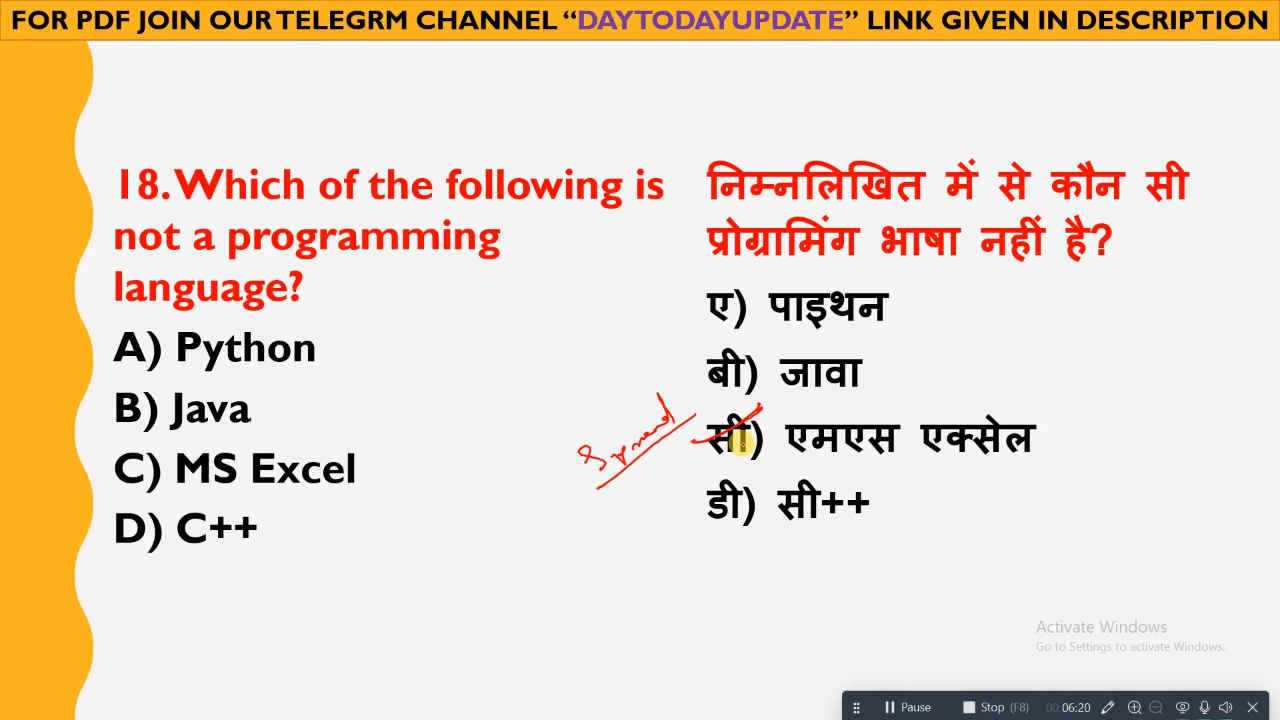 FOR PDF JOIN OUR TELEGRM CHANNEL “DAYTODAYUPDATE” LINK GIVEN IN DESCRIPTION
18. Which of the following is
not a programming
language?
A) Python
B) Java
C) MS Excel
D) C++
निम्नलिखित में से कौन सी
प्रोग्रामिंग भाषा नहीं है?
ए) पाइथन
बी) जावा
सी) एमएस एक्सेल
डी) सी++
Activate Windows
Go to Settings to activate Windows.
Pause
Stop (F8)
00:06:20